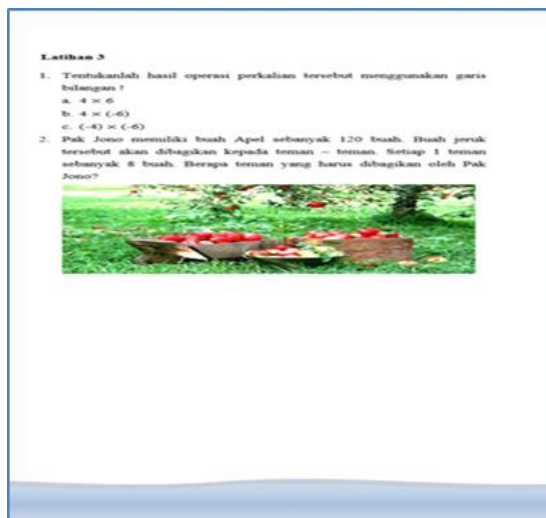 Latihan 3
1. Tentukanlah hasil operasi perkalian tersebut menggunakan garis
bilangan !
a. 4 × 6
b. 4 × (-6)
c. (-4) × (-6)
2. Pak Jono memiliki buah Apel sebanyak 120 buah. Buah jeruk
tersebut akan dibagikan kepada teman – teman. Setiap 1 teman
sebanyak 8 buah. Berapa teman yang harus dibagikan oleh Pak
Jono?